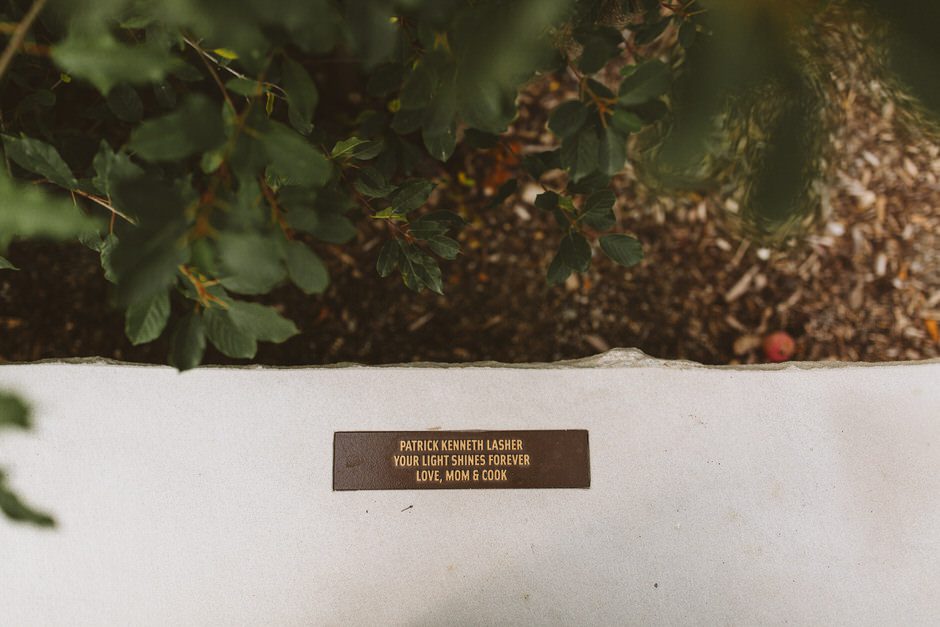 PATRICK KENNETH LASHER
YOUR LIGHT SHINES FOREVER
LOVE, MOM & COOK